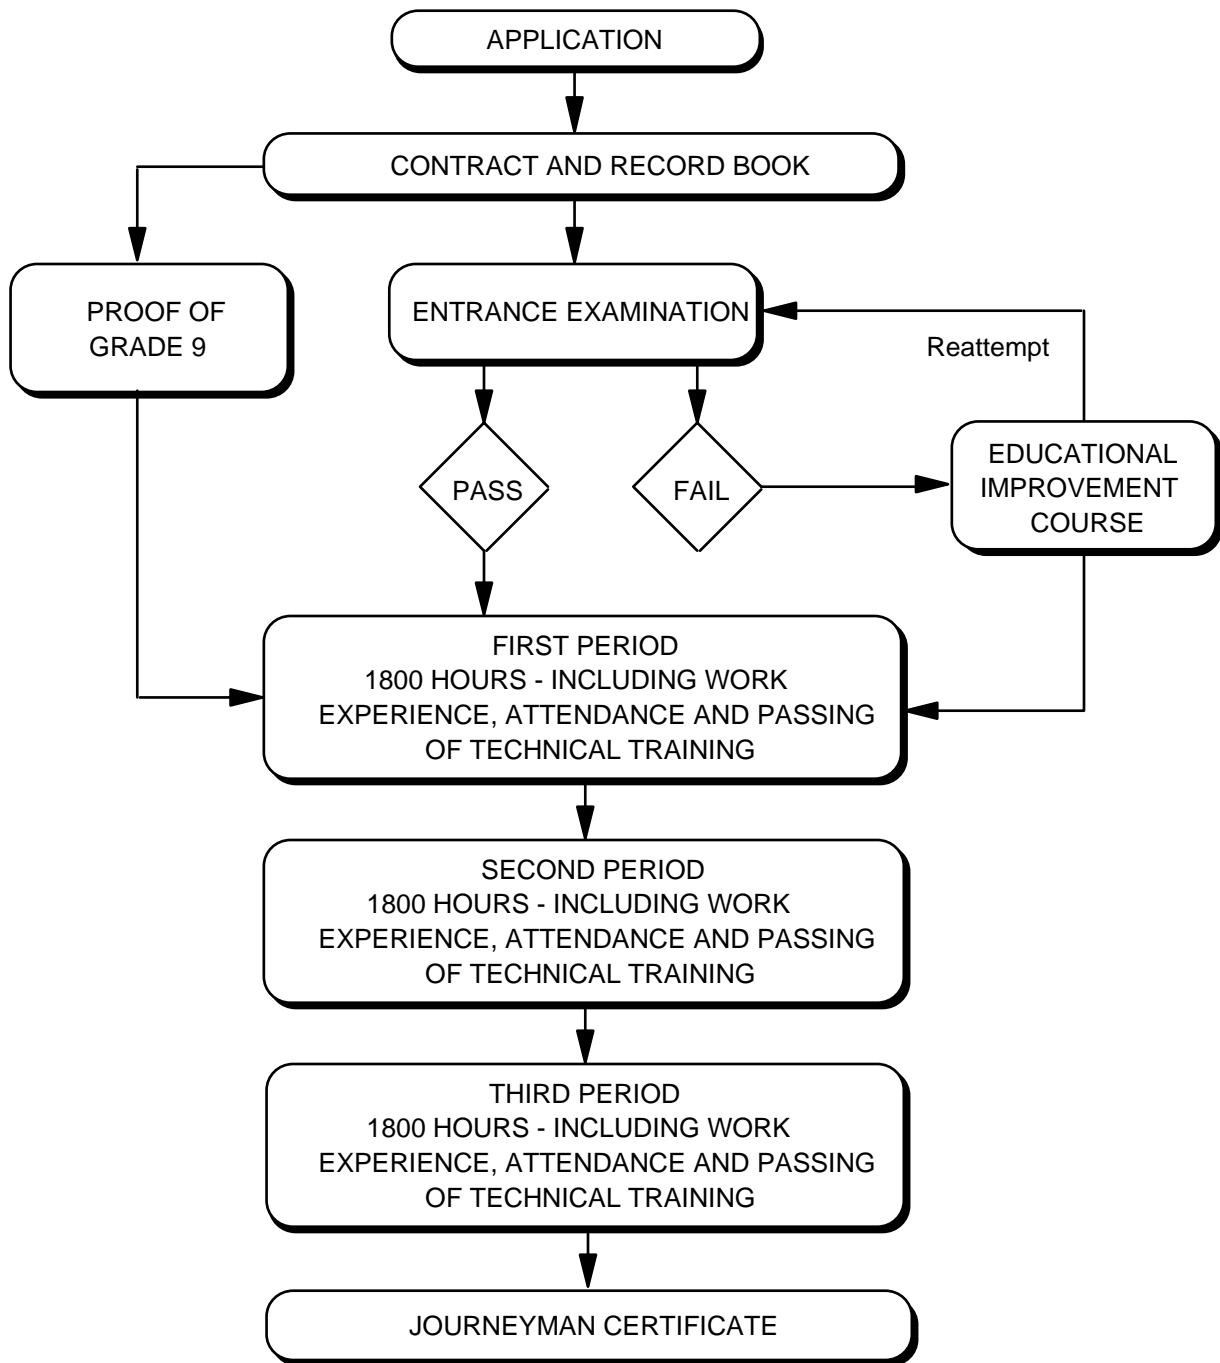 APPLICATION
CONTRACT AND RECORD BOOK
PROOF OF
GRADE 9
ENTRANCE EXAMINATION
Reattempt
PASS
FAIL
EDUCATIONAL
IMPROVEMENT
COURSE
FIRST PERIOD
1800 HOURS - INCLUDING WORK
EXPERIENCE, ATTENDANCE AND PASSING
OF TECHNICAL TRAINING
SECOND PERIOD
1800 HOURS - INCLUDING WORK
EXPERIENCE, ATTENDANCE AND PASSING
OF TECHNICAL TRAINING
THIRD PERIOD
1800 HOURS - INCLUDING WORK
EXPERIENCE, ATTENDANCE AND PASSING
OF TECHNICAL TRAINING
JOURNEYMAN CERTIFICATE